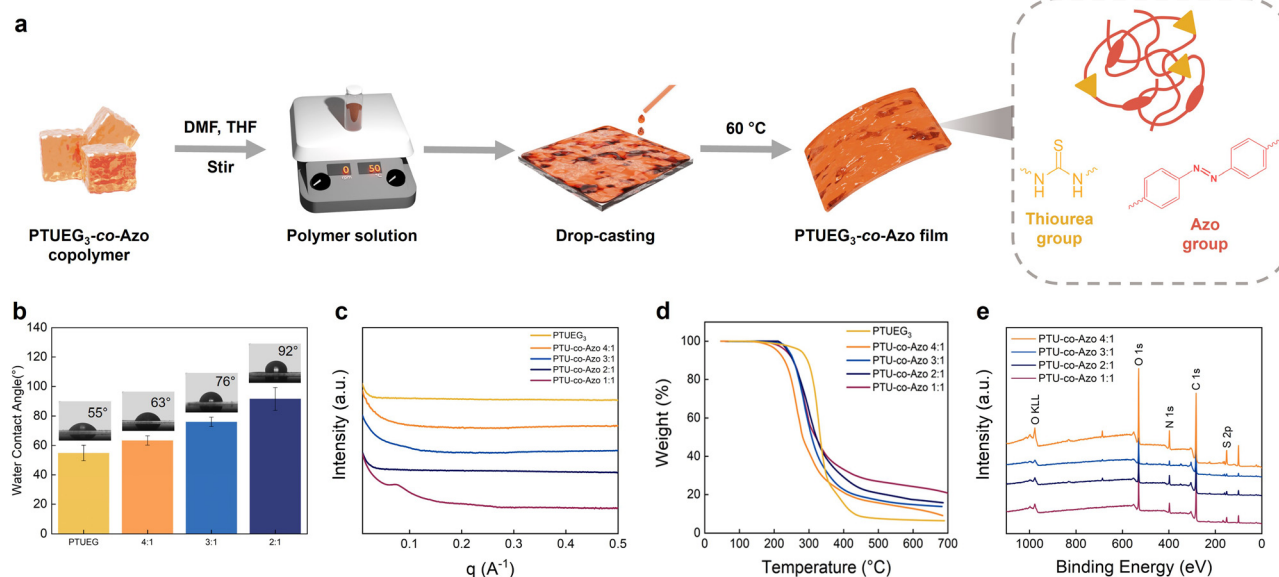 a
DMF, THF
Stir
0
50
60 °C
PTUEG₃-co-Azo
copolymer
Polymer solution
Drop-casting
PTUEG₃-co-Azo film
S
N
H
N
H
Thiourea
group
N=N
Azo
group
b
Water Contact Angle(°)
140
120
100
80
60
40
20
0
55°
63°
76°
92°
PTUEG
4:1
3:1
2:1
c
Intensity (a.u.)
PTUEG₃
PTU-co-Azo 4:1
PTU-co-Azo 3:1
PTU-co-Azo 2:1
PTU-co-Azo 1:1
0.1
0.2
0.3
0.4
0.5
q (A⁻¹)
d
Weight (%)
100
80
60
40
20
0
PTUEG₃
PTU-co-Azo 4:1
PTU-co-Azo 3:1
PTU-co-Azo 2:1
PTU-co-Azo 1:1
0
100
200
300
400
500
600
700
Temperature (°C)
e
Intensity (a.u.)
PTU-co-Azo 4:1
PTU-co-Azo 3:1
PTU-co-Azo 2:1
PTU-co-Azo 1:1
O KLL
O 1s
N 1s
C 1s
S 2p
1000
800
600
400
200
0
Binding Energy (eV)